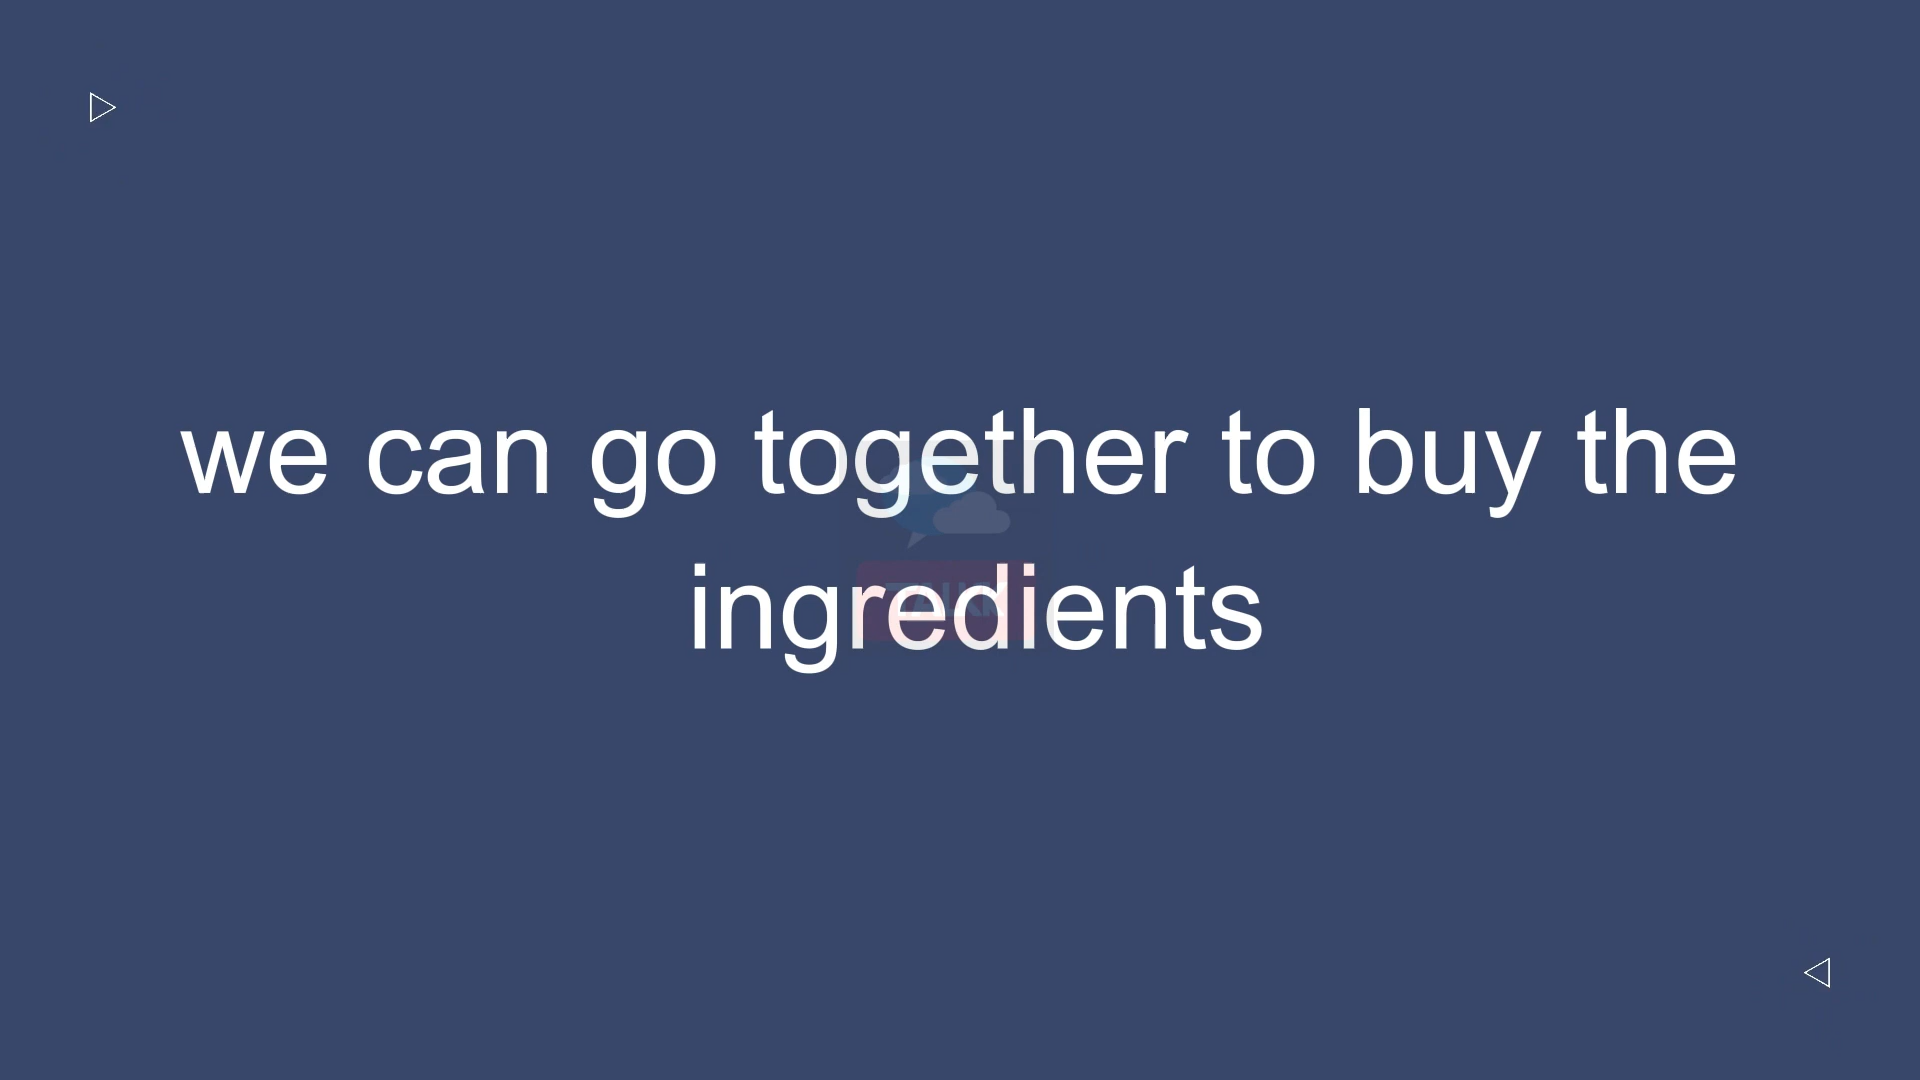 we can go together to buy the
ingredients